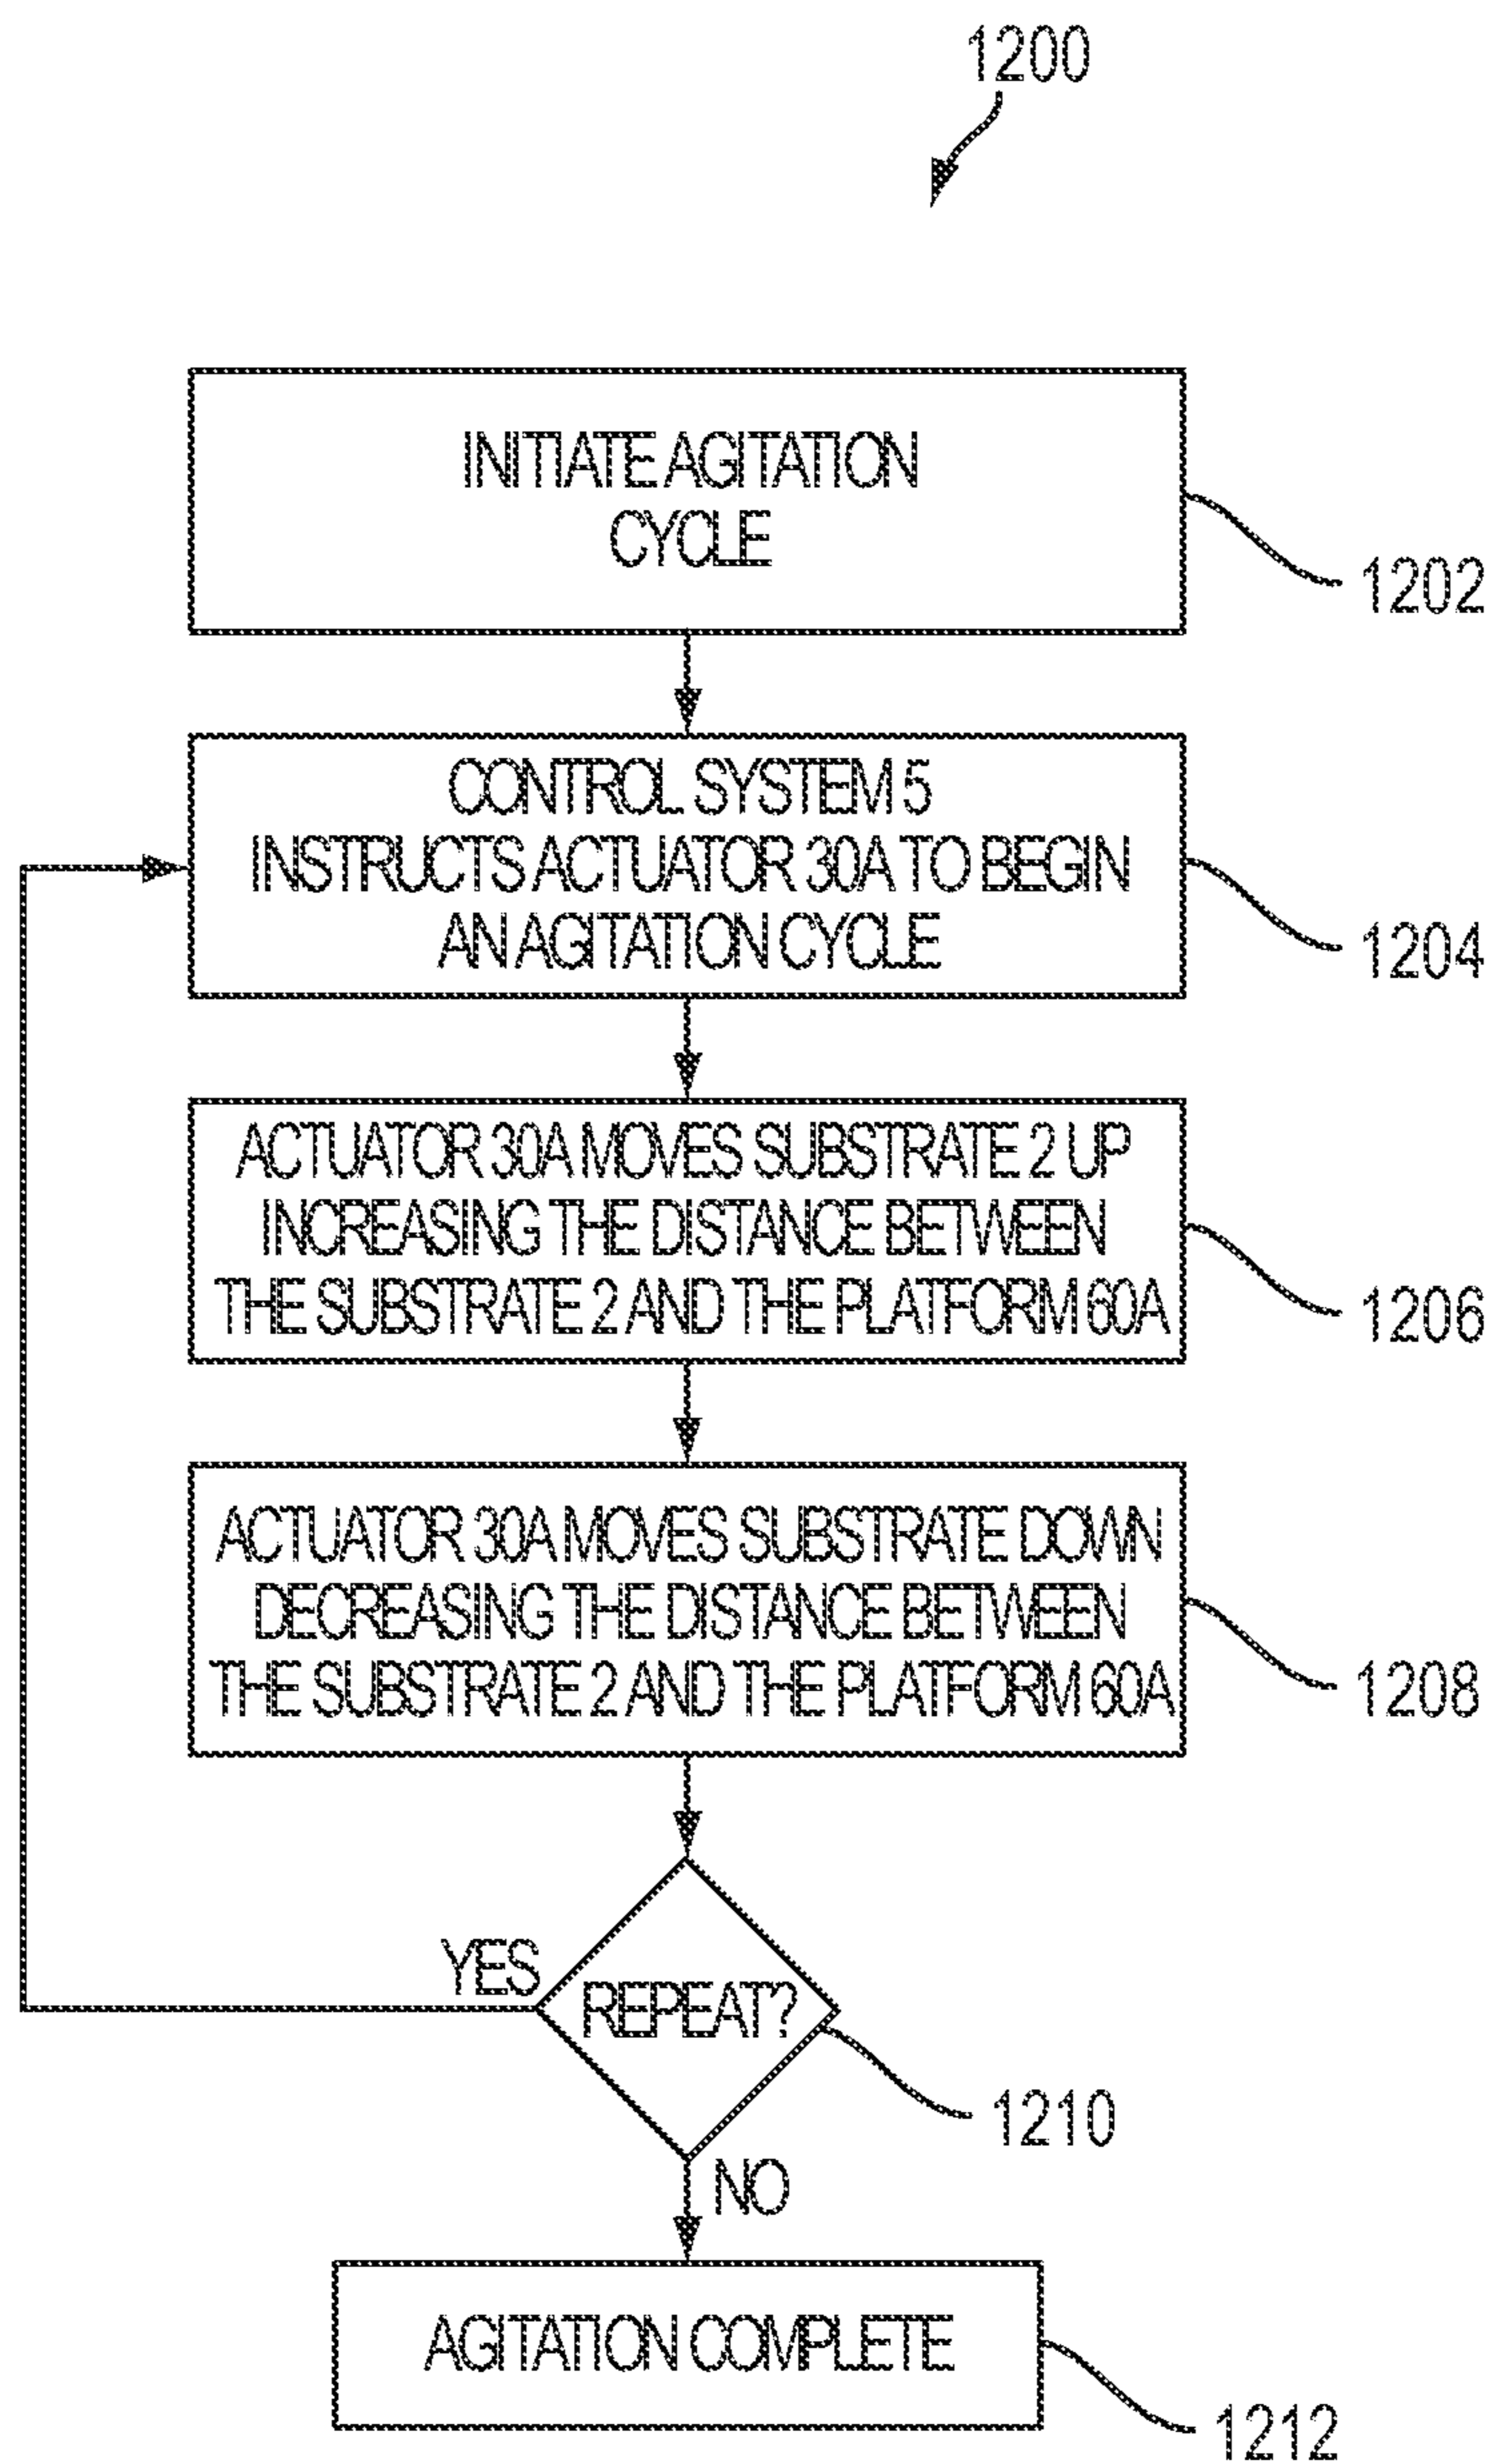 1200
INITIATE AGITATION
CYCLE
1202
CONTROL SYSTEM 5
INSTRUCTS ACTUATOR 30A TO BEGIN
AN AGITATION CYCLE
1204
ACTUATOR 30A MOVES SUBSTRATE 2 UP
INCREASING THE DISTANCE BETWEEN
THE SUBSTRATE 2 AND THE PLATFORM 60A
1206
ACTUATOR 30A MOVES SUBSTRATE DOWN
DECREASING THE DISTANCE BETWEEN
THE SUBSTRATE 2 AND THE PLATFORM 60A
1208
YES
REPEAT?
1210
NO
AGITATION COMPLETE
1212